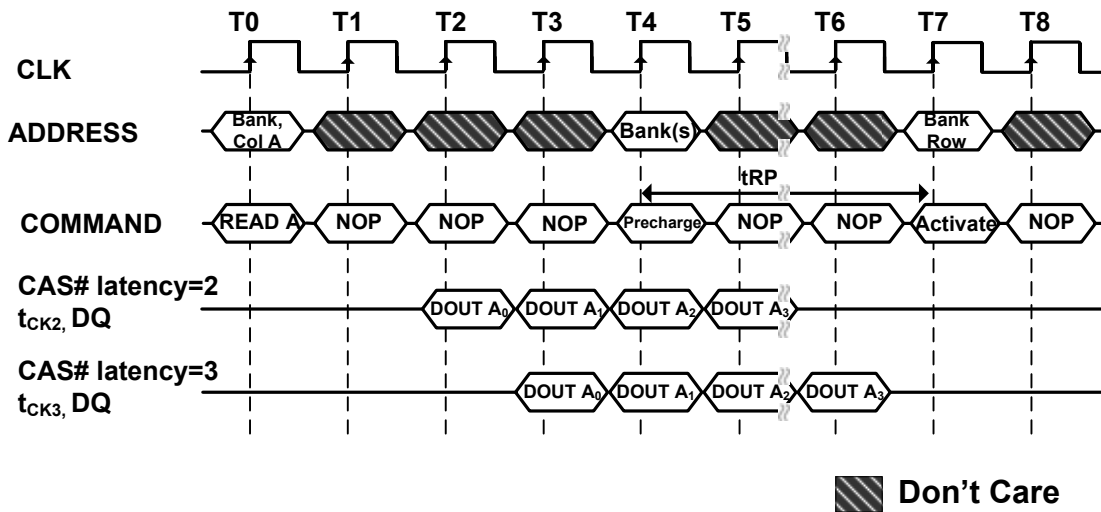 T0 T1 T2 T3 T4 T5 T6 T7 T8
CLK
ADDRESS
Bank,
Col A
Bank(s)
Bank
Row
tRP
COMMAND
READ A NOP NOP NOP Precharge NOP NOP Activate NOP
CAS# latency=2
tCK2, DQ
DOUT A0 DOUT A1 DOUT A2 DOUT A3
CAS# latency=3
tCK3, DQ
DOUT A0 DOUT A1 DOUT A2 DOUT A3
Don't Care